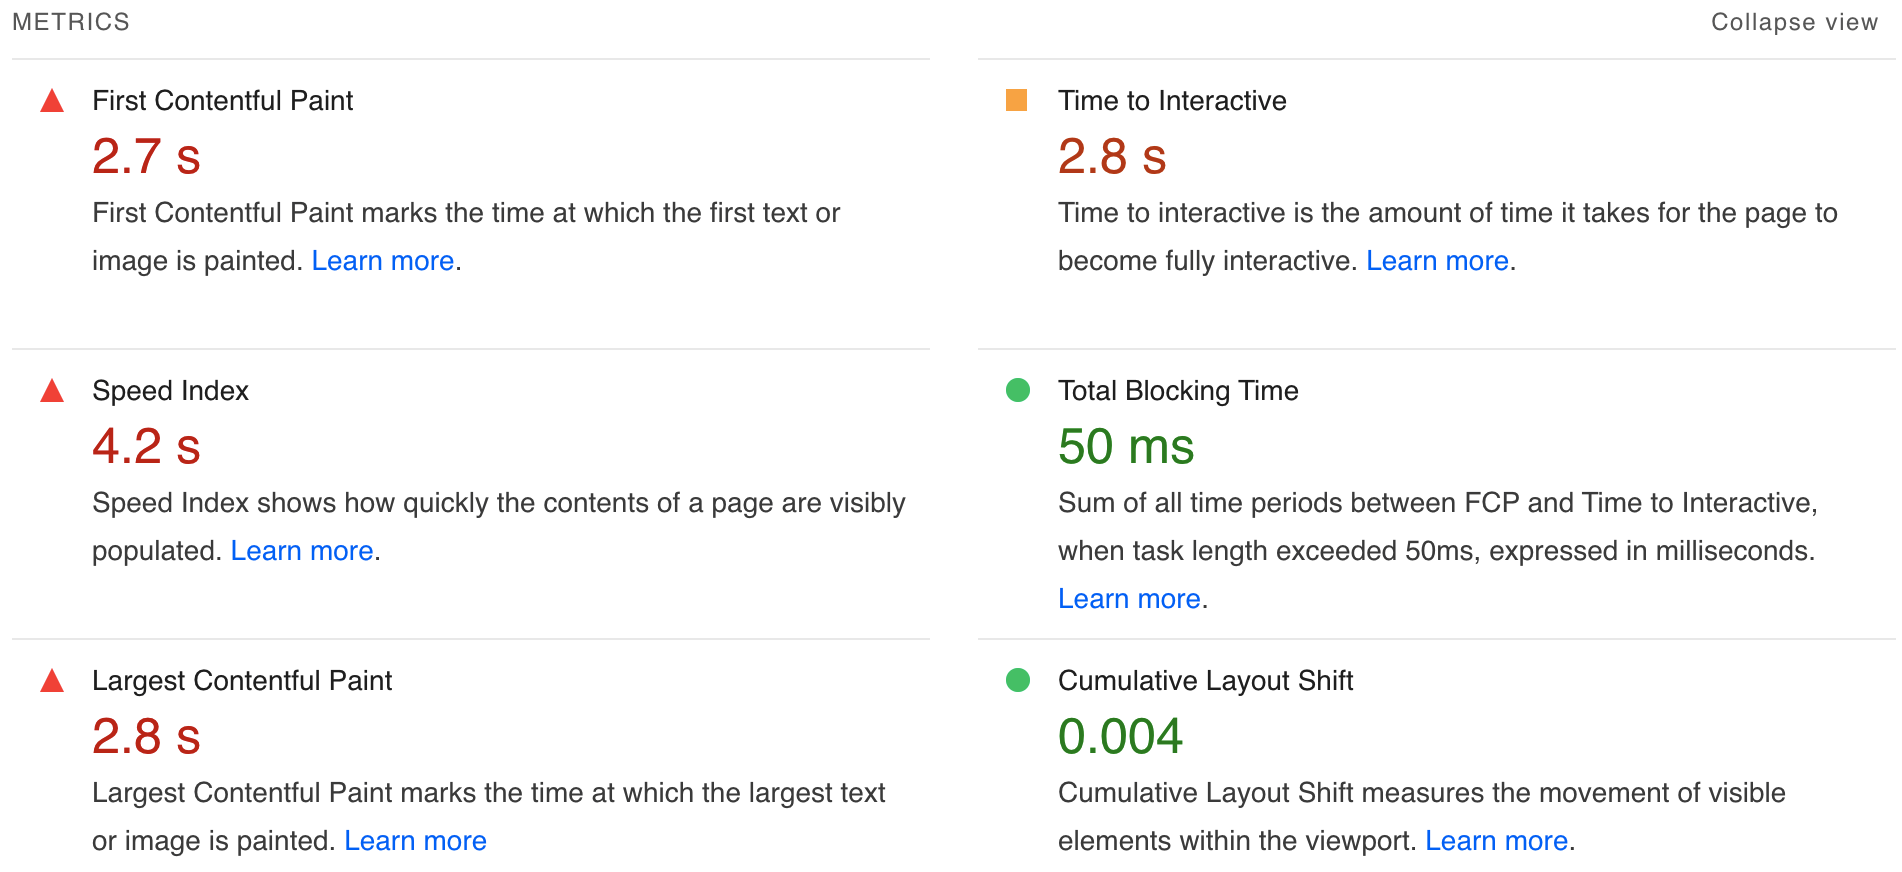 METRICS
Collapse view
First Contentful Paint
2.7 s
First Contentful Paint marks the time at which the first text or
image is painted. Learn more.
Time to Interactive
2.8 s
Time to interactive is the amount of time it takes for the page to
become fully interactive. Learn more.
Speed Index
4.2 s
Speed Index shows how quickly the contents of a page are visibly
populated. Learn more.
Total Blocking Time
50 ms
Sum of all time periods between FCP and Time to Interactive,
when task length exceeded 50ms, expressed in milliseconds.
Learn more.
Largest Contentful Paint
2.8 s
Largest Contentful Paint marks the time at which the largest text
or image is painted. Learn more
Cumulative Layout Shift
0.004
Cumulative Layout Shift measures the movement of visible
elements within the viewport. Learn more.